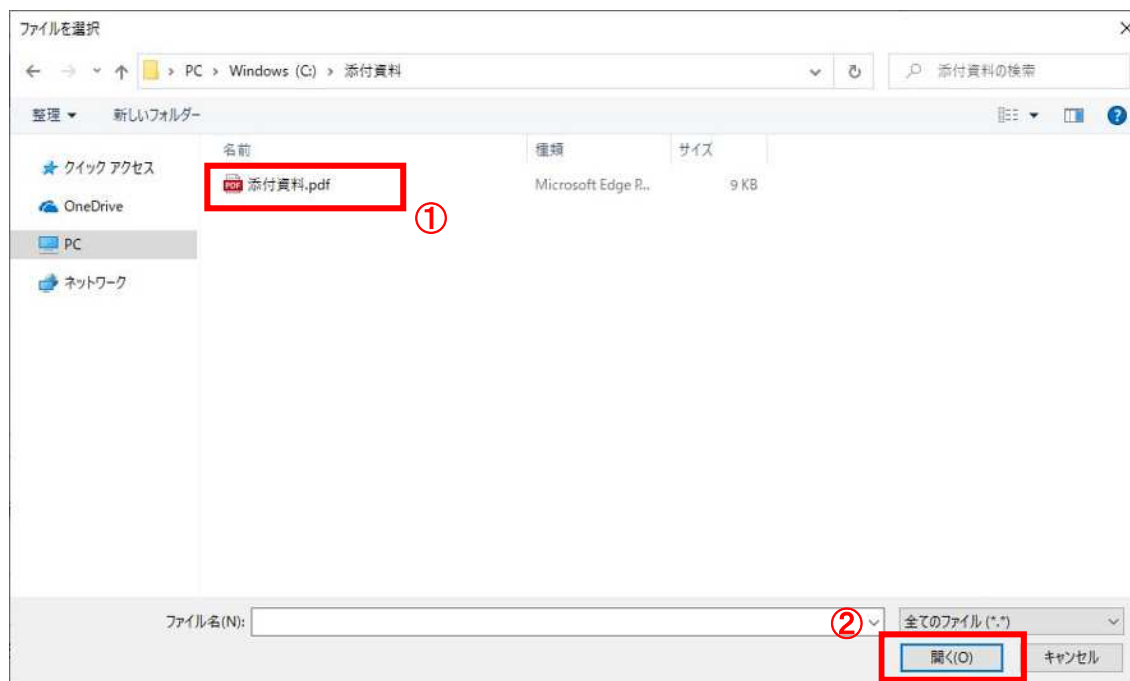 ファイルを選択
PC › Windows (C:) › 添付資料
添付資料の検索
整理 新しいフォルダー
名前 種類 サイズ
クイック アクセス
添付資料.pdf Microsoft Edge P... 9 KB
①
OneDrive
PC
ネットワーク
ファイル名(N):
②
全てのファイル (*.*)
開く(O) キャンセル